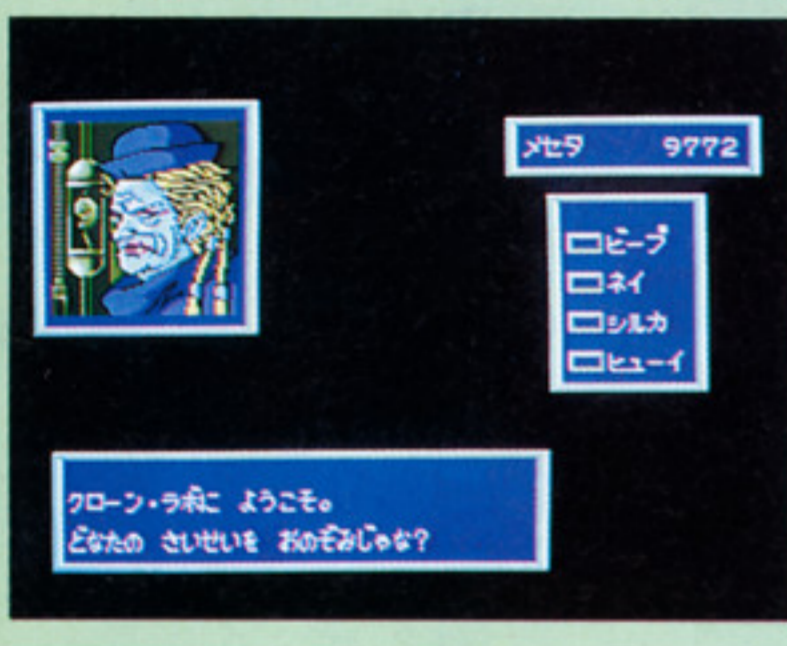 メセタ 9772
ビーブ
ネイ
シルカ
ヒューイ
クローン・ラボに ようこそ。
どなたの さいせいを おのぞみじゃな?